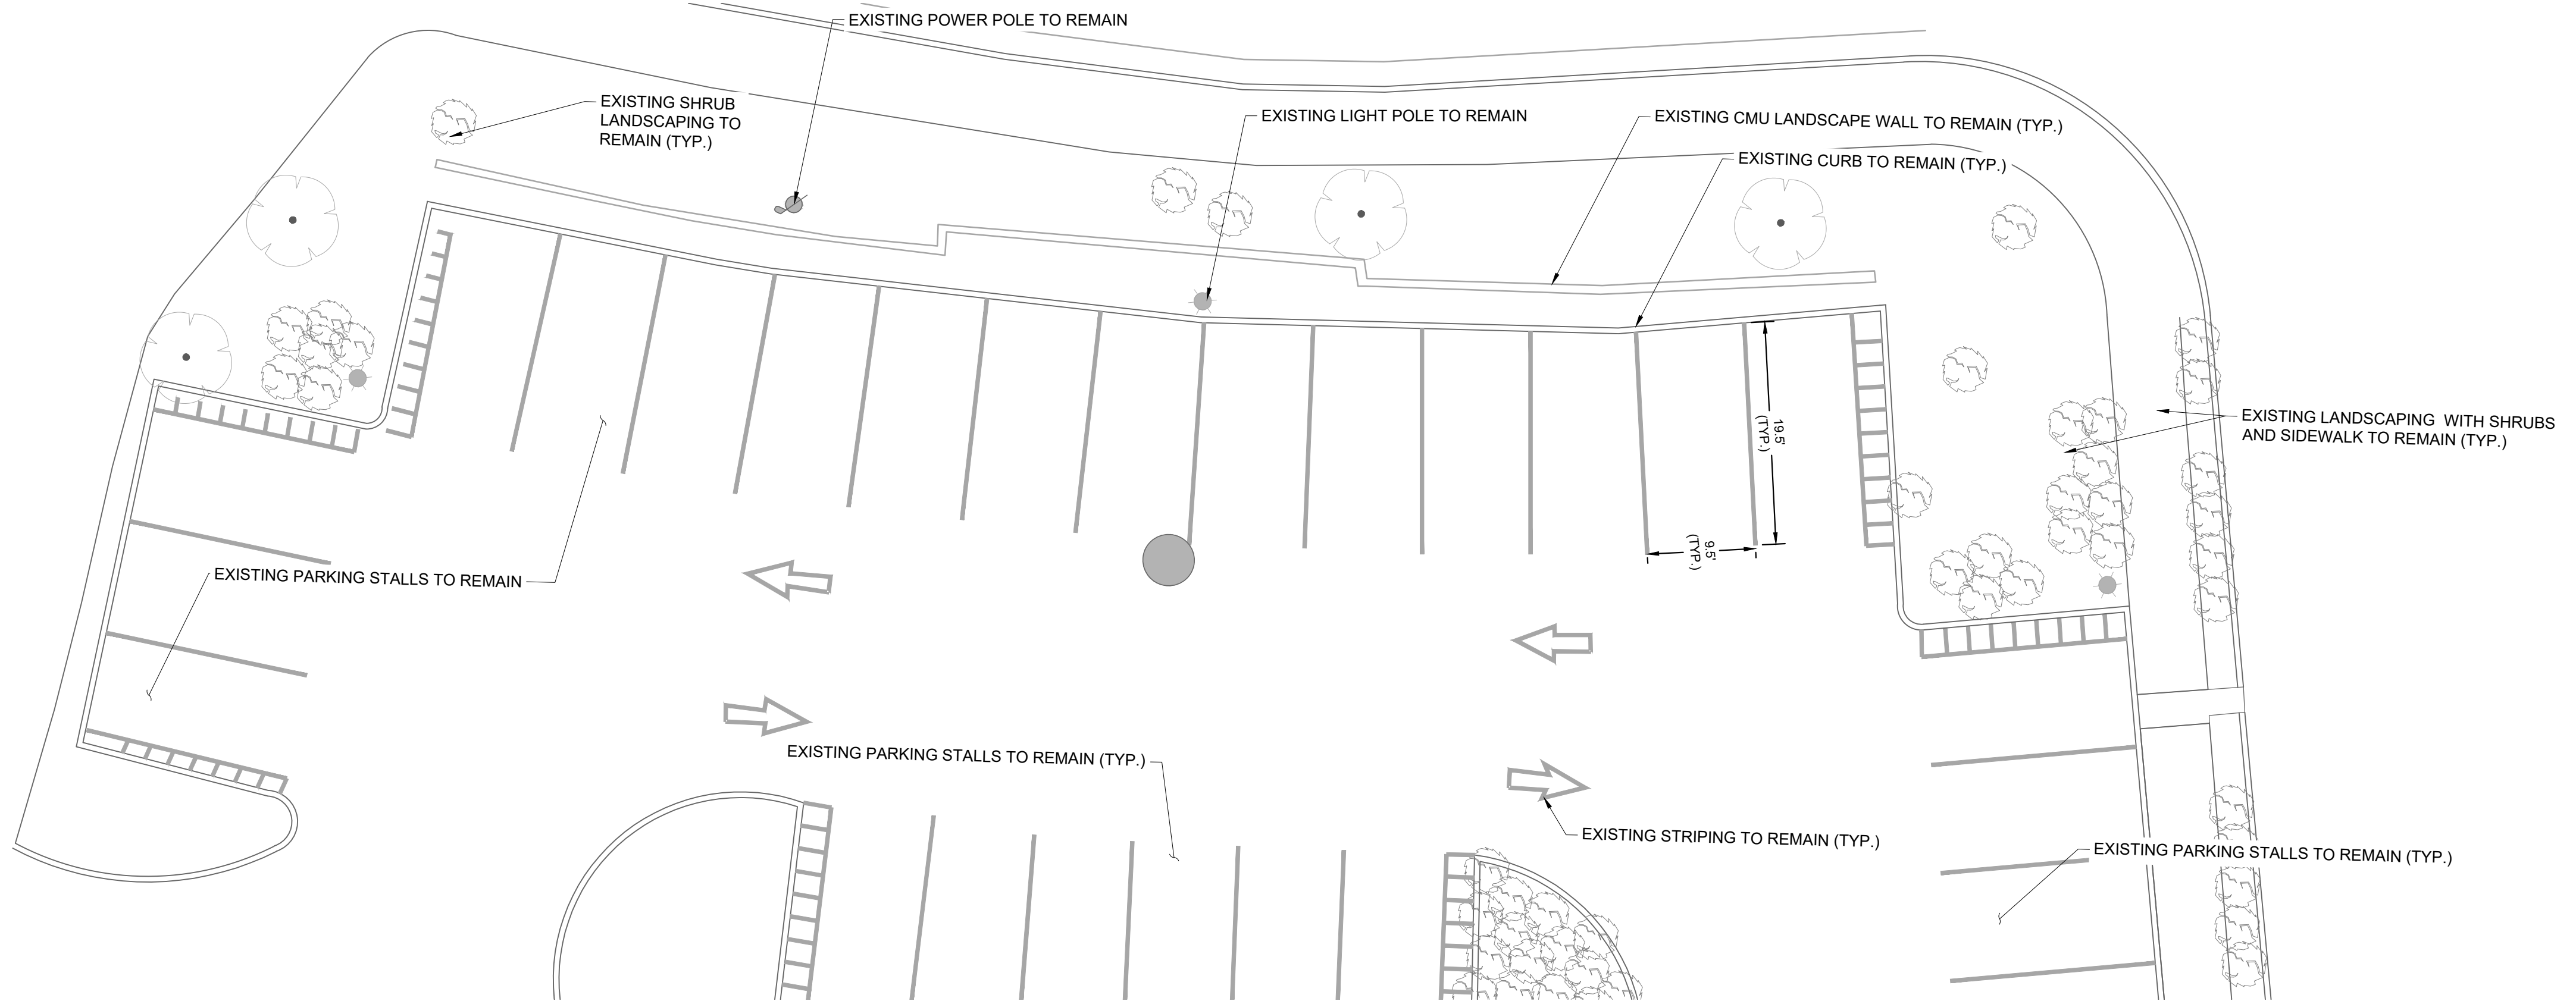 EXISTING POWER POLE TO REMAIN
EXISTING SHRUB
LANDSCAPING TO
REMAIN (TYP.)
EXISTING LIGHT POLE TO REMAIN
EXISTING CMU LANDSCAPE WALL TO REMAIN (TYP.)
EXISTING CURB TO REMAIN (TYP.)
19.5'
(TYP.)
EXISTING LANDSCAPING WITH SHRUBS
AND SIDEWALK TO REMAIN (TYP.)
9.5'
(TYP.)
EXISTING PARKING STALLS TO REMAIN
EXISTING PARKING STALLS TO REMAIN (TYP.)
EXISTING STRIPING TO REMAIN (TYP.)
EXISTING PARKING STALLS TO REMAIN (TYP.)